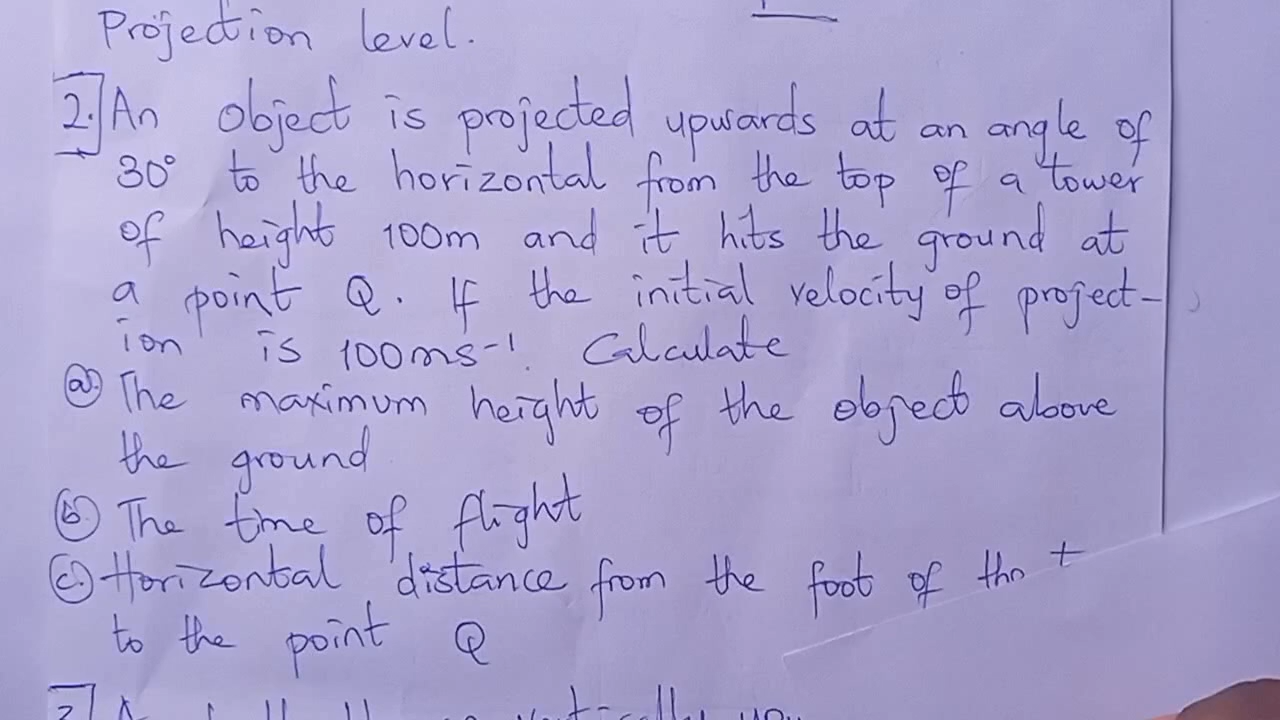 Projection level.
2. An object is projected upwards at an angle of
30° to the horizontal from the top of a tower
of height 100m and it hits the ground at
a point Q. If the initial velocity of project-
ion is 100ms⁻¹. Calculate
(a) The maximum height of the object above
the ground
(b) The time of flight
(c) Horizontal distance from the foot of the
to the point Q